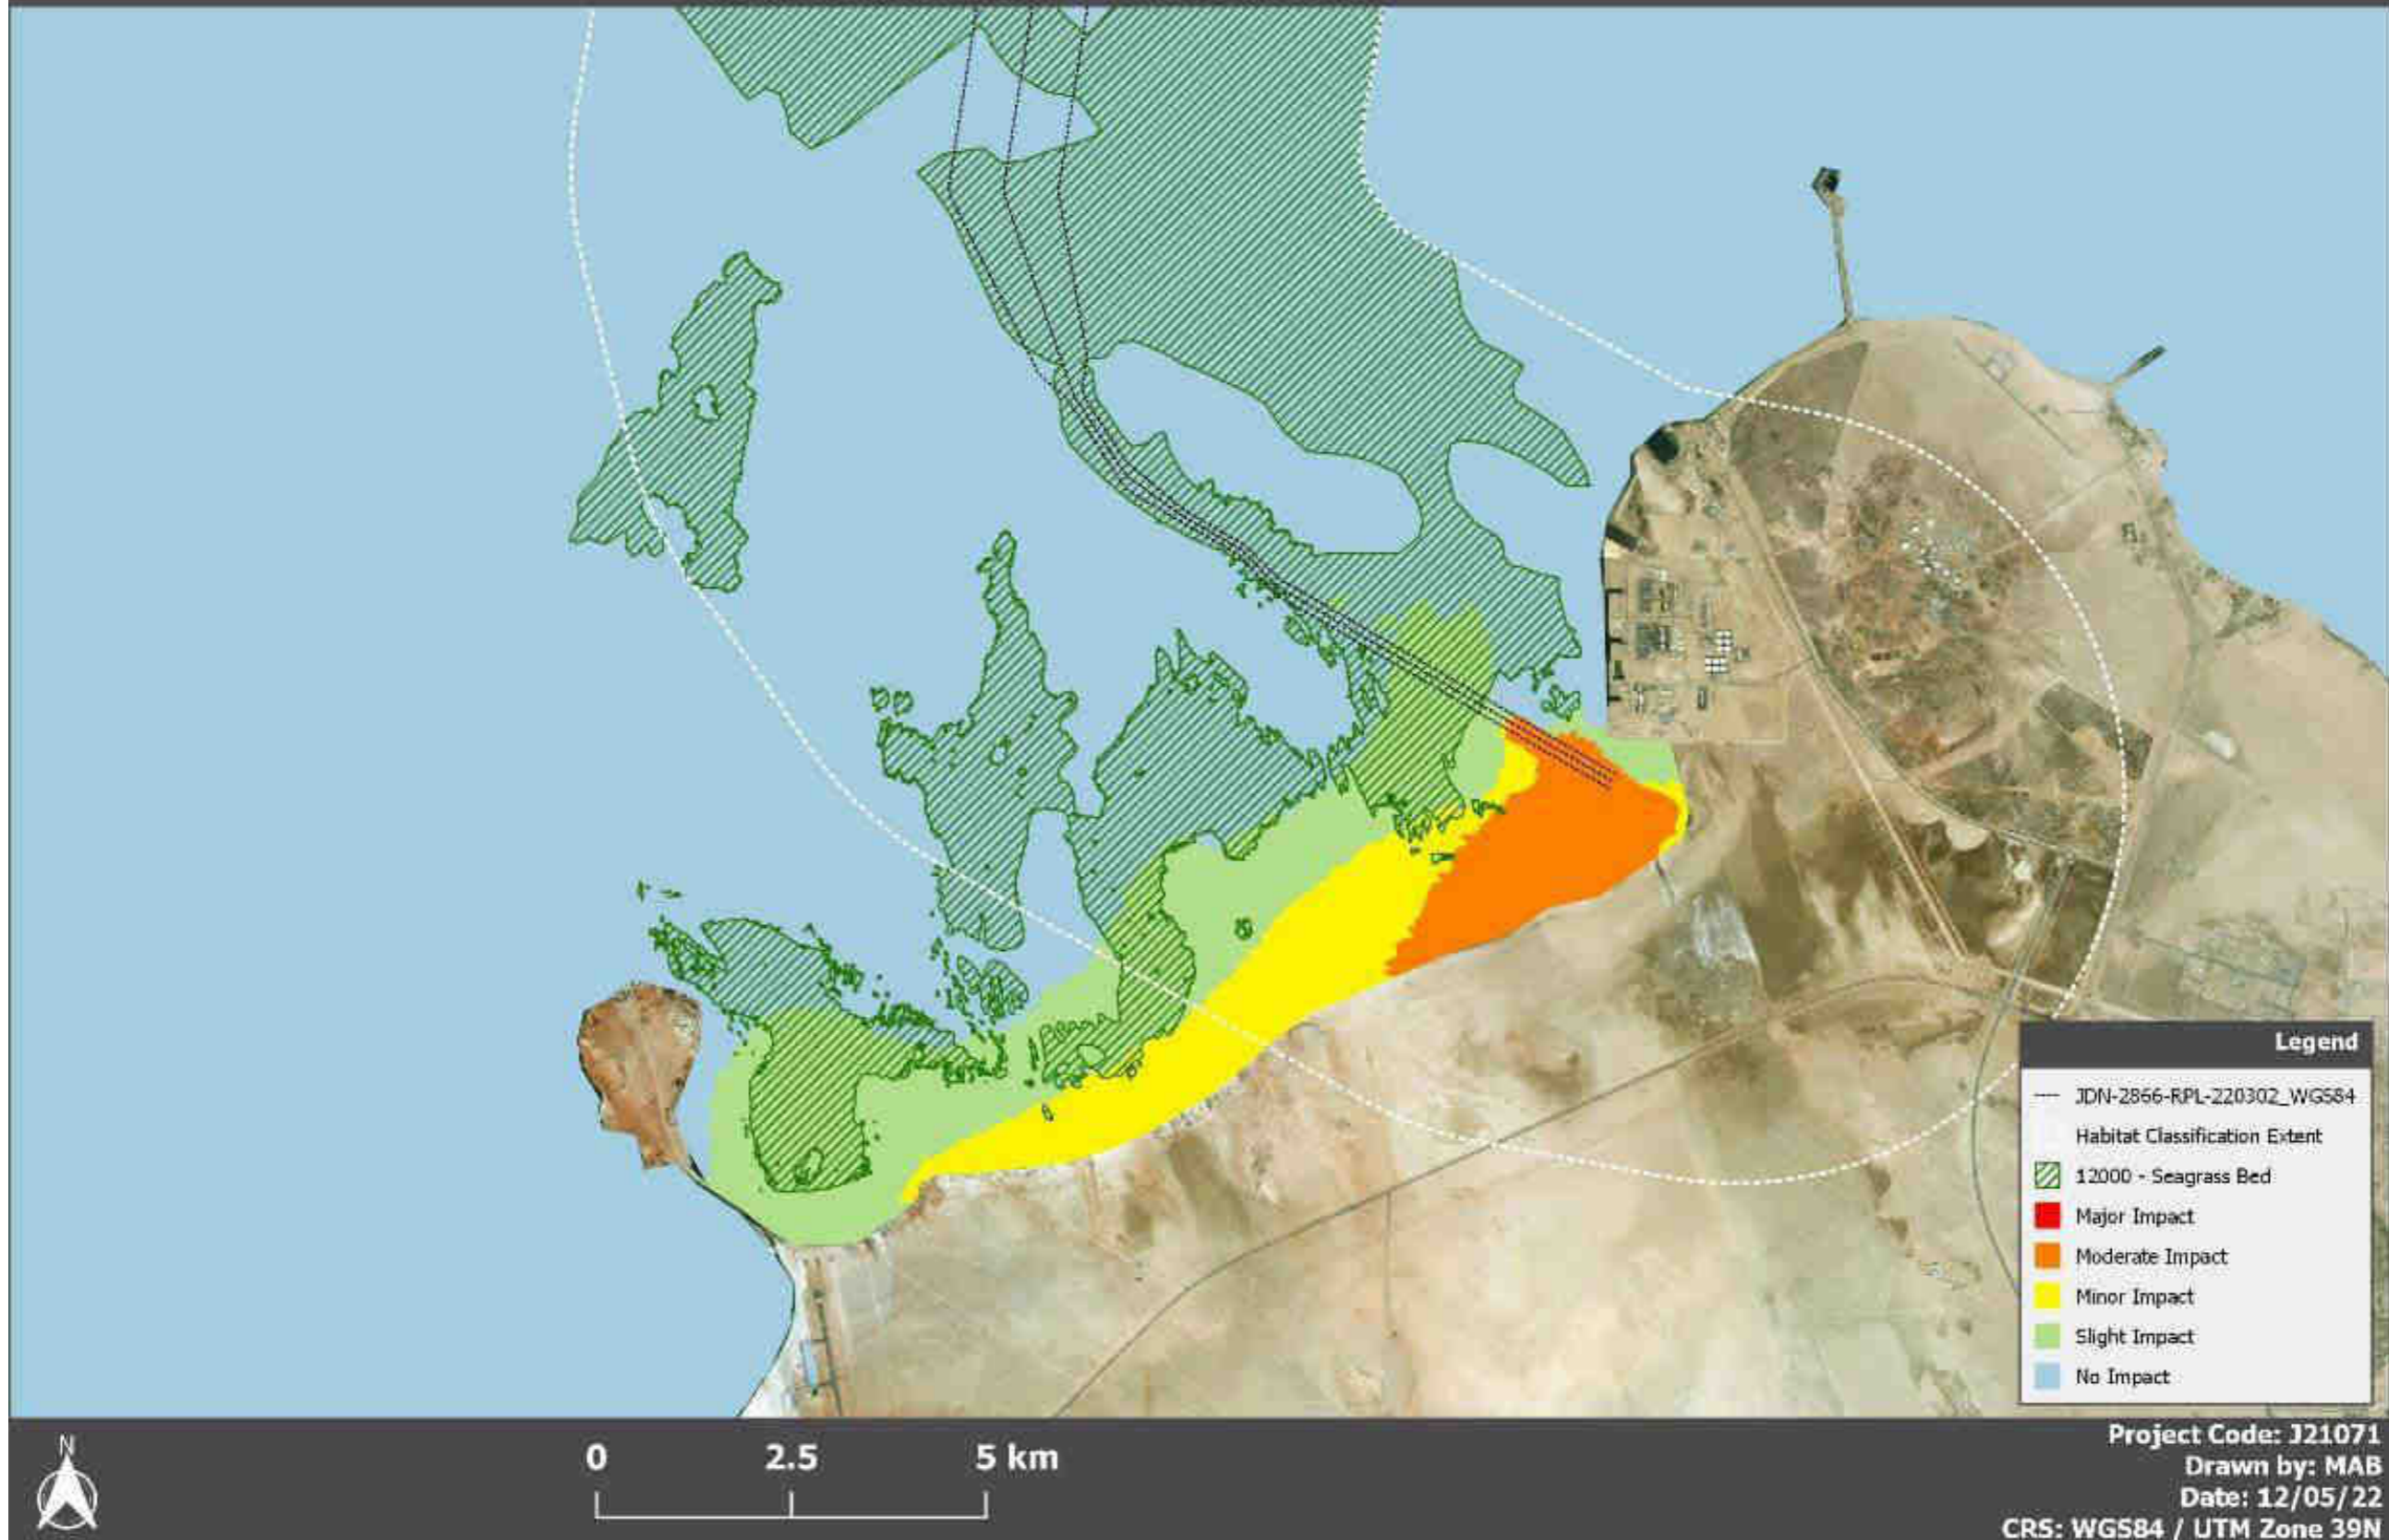 Legend
JDN-2866-RPL-220302_WGS84
Habitat Classification Extent
12000 - Seagrass Bed
Major Impact
Moderate Impact
Minor Impact
Slight Impact
No Impact
N
0 2.5 5 km
Project Code: J21071
Drawn by: MAB
Date: 12/05/22
CRS: WGS84 / UTM Zone 39N